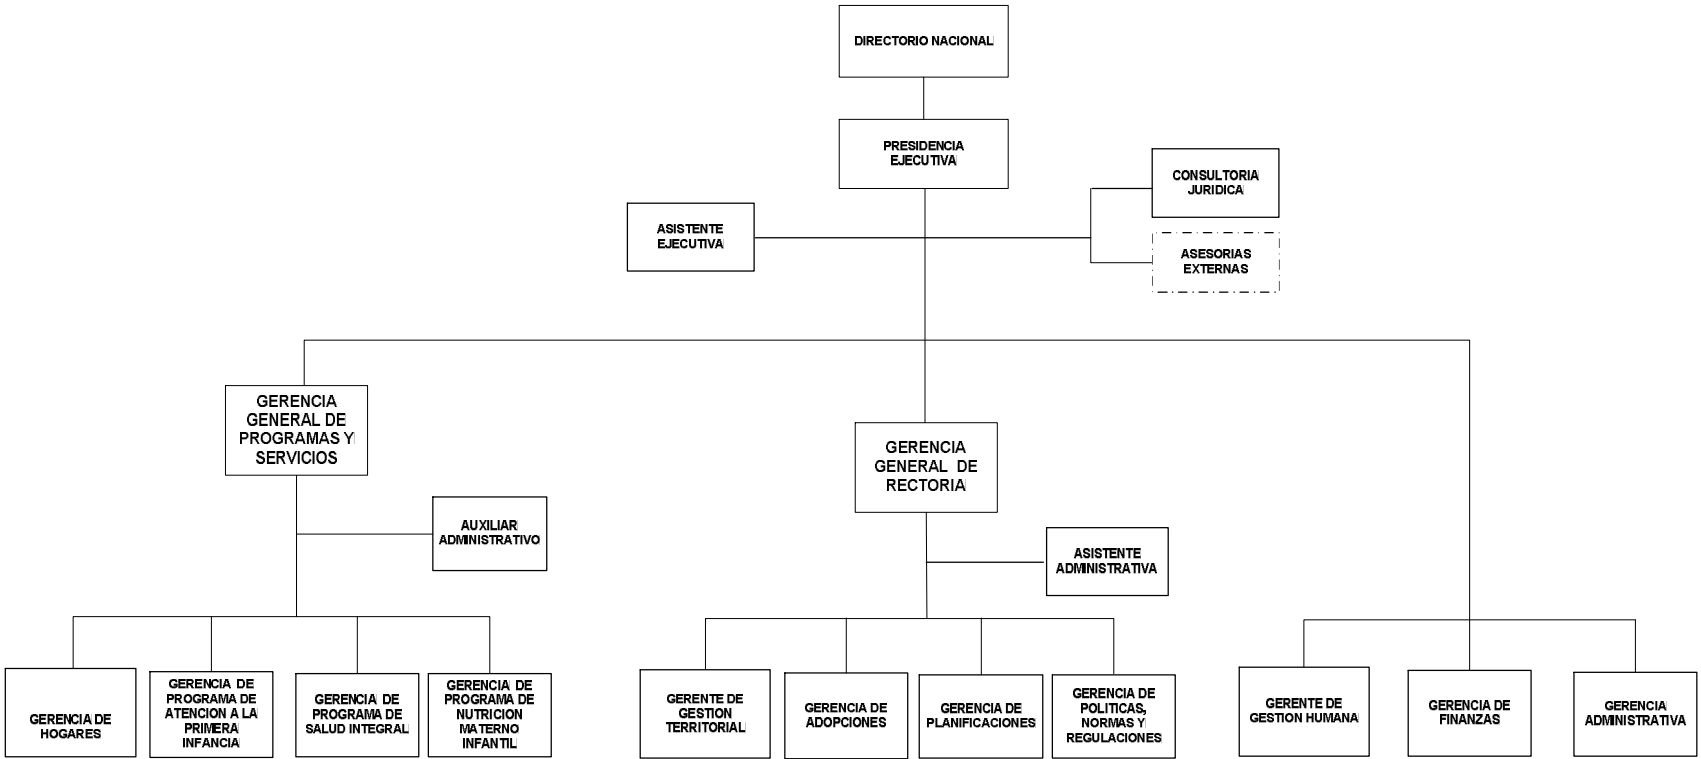 DIRECTORIO NACIONAL
PRESIDENCIA
EJECUTIVA
CONSULTORIA
JURIDICA
ASISTENTE
EJECUTIVA
ASESORIAS
EXTERNAS
GERENCIA
GENERAL DE
PROGRAMAS Y
SERVICIOS
GERENCIA
GENERAL DE
RECTORIA
AUXILIAR
ADMINISTRATIVO
ASISTENTE
ADMINISTRATIVA
GERENCIA DE
HOGARES
GERENCIA DE
PROGRAMA DE
ATENCION A LA
PRIMERA
INFANCIA
GERENCIA DE
PROGRAMA DE
SALUD INTEGRAL
GERENCIA DE
PROGRAMA DE
NUTRICION
MATERNO
INFANTIL
GERENTE DE
GESTION
TERRITORIAL
GERENCIA DE
ADOPCIONES
GERENCIA DE
PLANIFICACIONES
GERENCIA DE
POLITICAS,
NORMAS Y
REGULACIONES
GERENTE DE
GESTION HUMANA
GERENCIA DE
FINANZAS
GERENCIA
ADMINISTRATIVA